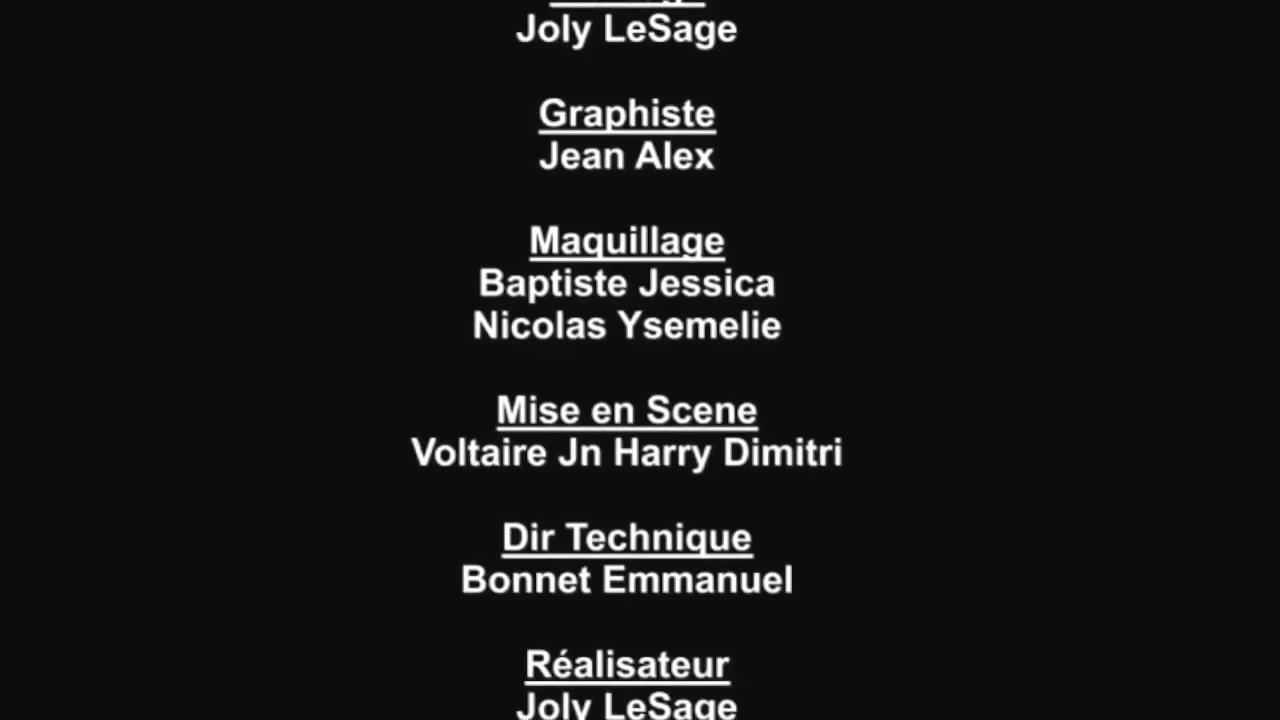 Joly LeSage
Graphiste
Jean Alex
Maquillage
Baptiste Jessica
Nicolas Ysemelie
Mise en Scene
Voltaire Jn Harry Dimitri
Dir Technique
Bonnet Emmanuel
Réalisateur
Joly LeSage